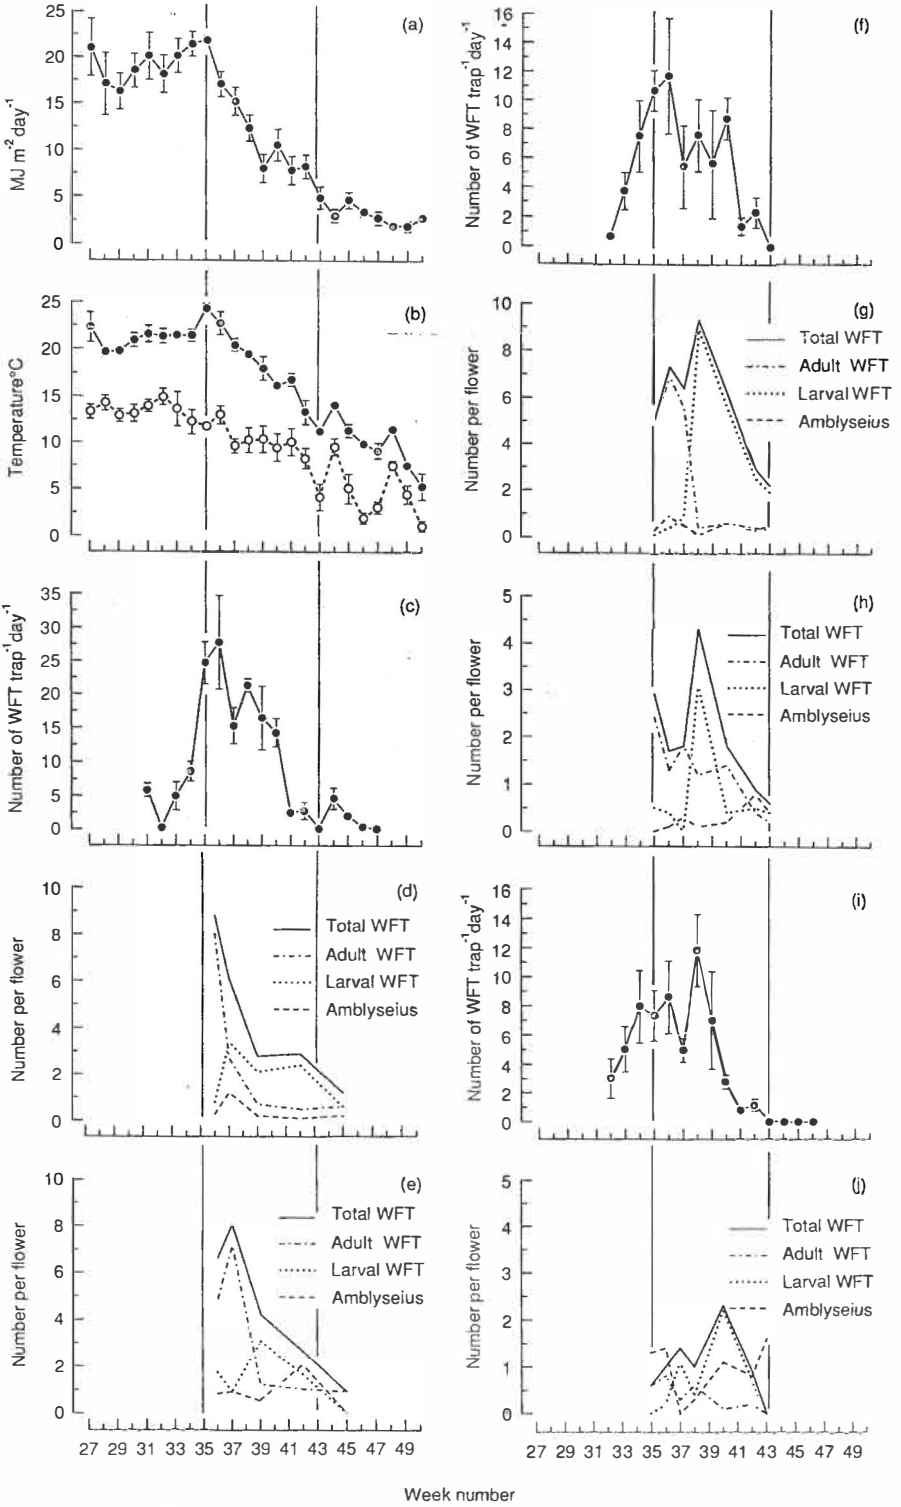 (a)
25
20
15
10
5
0
MJ m⁻² day⁻¹
(b)
25
20
15
10
5
0
Temperature°C
(c)
35
30
25
20
15
10
5
0
Number of WFT trap⁻¹day⁻¹
(d)
10
8
6
4
2
0
Number per flower
Total WFT
Adult WFT
Larval WFT
Amblyseius
(e)
10
8
6
4
2
0
Number per flower
Total WFT
Adult WFT
Larval WFT
Amblyseius
27 29 31 33 35 37 39 41 43 45 47 49
(f)
16
14
12
10
8
6
4
2
0
Number of WFT trap⁻¹day⁻¹
(g)
10
8
6
4
2
0
Number per flower
Total WFT
Adult WFT
Larval WFT
Amblyseius
(h)
5
4
3
2
1
0
Number per flower
Total WFT
Adult WFT
Larval WFT
Amblyseius
(i)
16
14
12
10
8
6
4
2
0
Number of WFT trap⁻¹day⁻¹
(j)
5
4
3
2
1
0
Number per flower
Total WFT
Adult WFT
Larval WFT
Amblyseius
27 29 31 33 35 37 39 41 43 45 47 49
Week number